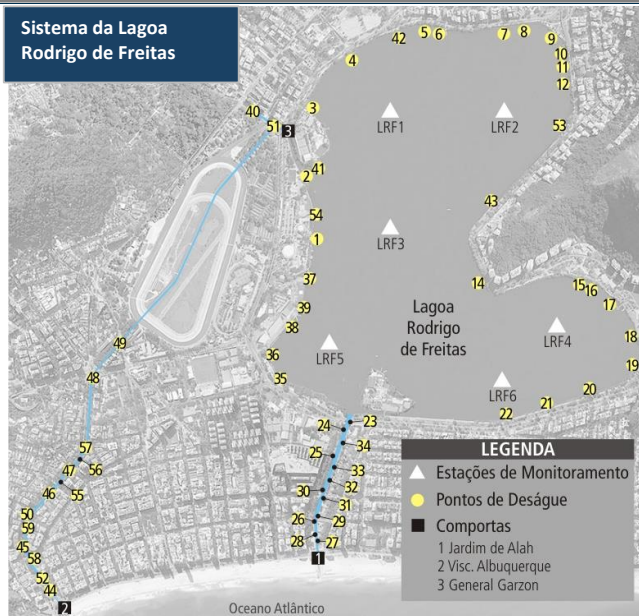 Sistema da Lagoa
Rodrigo de Freitas
42 5 6 7 8 9
4 10
11
12
40 3
51 3 LRF1 LRF2 53
41
2
43
54
1 LRF3
37 14 15 16
39 Lagoa 17
38 Rodrigo
49 de Freitas LRF4 18
36 LRF5
35 19
48 LRF6 20
21
22
24 23
34
57 25
56 33
47 32
55 30
46 31
50 29
59 26
45 28 27
58 1
52
44
2
LEGENDA
Estações de Monitoramento
Pontos de Deságue
Comportas
1 Jardim de Alah
2 Visc. Albuquerque
3 General Garzon
Oceano Atlântico